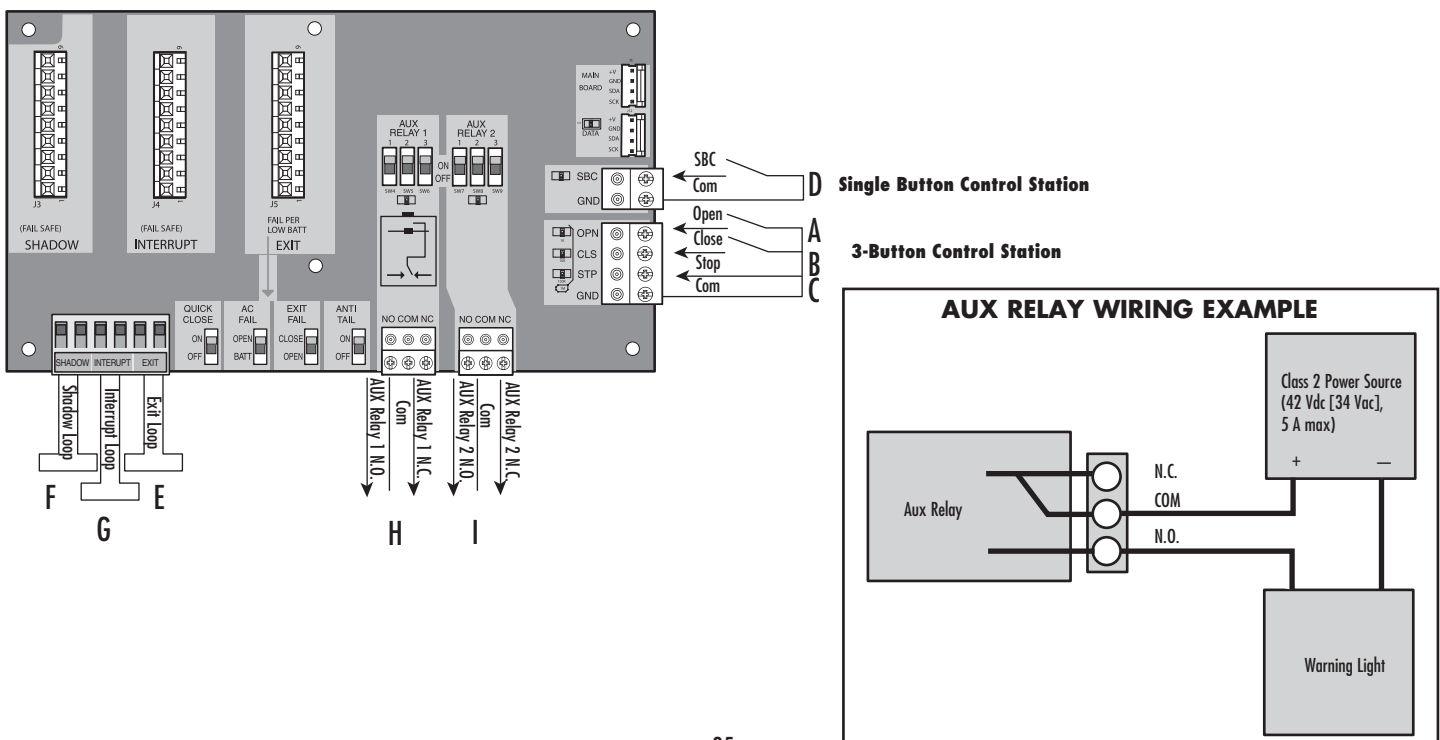 MAIN BOARD
+V
GND
SDA
SCK
DATA
+V
GND
SDA
SCK
J3
(FAIL SAFE)
SHADOW
J4
(FAIL SAFE)
INTERRUPT
J5
FAIL PER
LOW BATT
EXIT
AUX
RELAY 1
1 2 3
SW4 SW5 SW6
ON
OFF
AUX
RELAY 2
1 2 3
SW7 SW8 SW9
SBC
GND
SBC
Com
D Single Button Control Station
OPN
CLS
STP
GND
Open
Close
Stop
Com
A
B
C
3-Button Control Station
QUICK
CLOSE
ON
OFF
AC
FAIL
OPEN
BATT
EXIT
FAIL
CLOSE
OPEN
ANTI
TAIL
ON
OFF
NO COM NC
NO COM NC
SHADOW INTERUPT EXIT
Shadow Loop
Interrupt Loop
Exit Loop
F
G
E
AUX Relay 1 N.O.
Com
AUX Relay 1 N.C.
AUX Relay 2 N.O.
Com
AUX Relay 2 N.C.
H
I
AUX RELAY WIRING EXAMPLE
Class 2 Power Source
(42 Vdc [34 Vac],
5 A max)
+ —
Aux Relay
N.C.
COM
N.O.
Warning Light